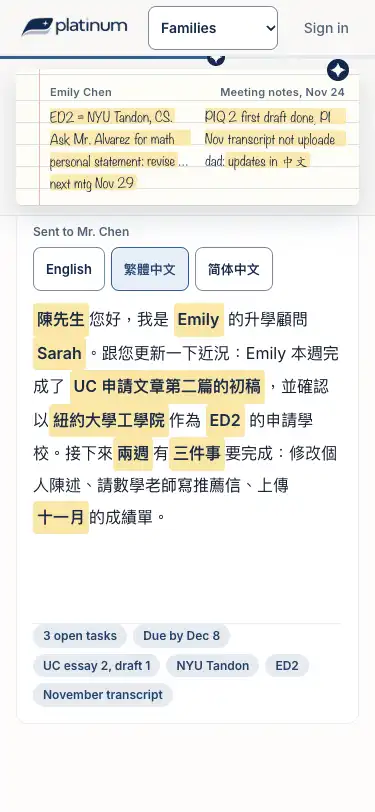 platinum
Families
Sign in
Emily Chen
Meeting notes, Nov 24
ED2 = NYU Tandon, CS.
Ask Mr. Alvarez for math
personal statement: revise ...
next mtg Nov 29
PIQ 2 first draft done, PI
Nov transcript not uploade
dad: updates in 中文
Sent to Mr. Chen
English
繁體中文
简体中文
陳先生您好，我是 Emily 的升學顧問
Sarah。跟您更新一下近況：Emily 本週完
成了 UC 申請文章第二篇的初稿，並確認
以紐約大學工學院作為 ED2 的申請學
校。接下來兩週有三件事要完成：修改個
人陳述、請數學老師寫推薦信、上傳
十一月的成績單。
3 open tasks
Due by Dec 8
UC essay 2, draft 1
NYU Tandon
ED2
November transcript